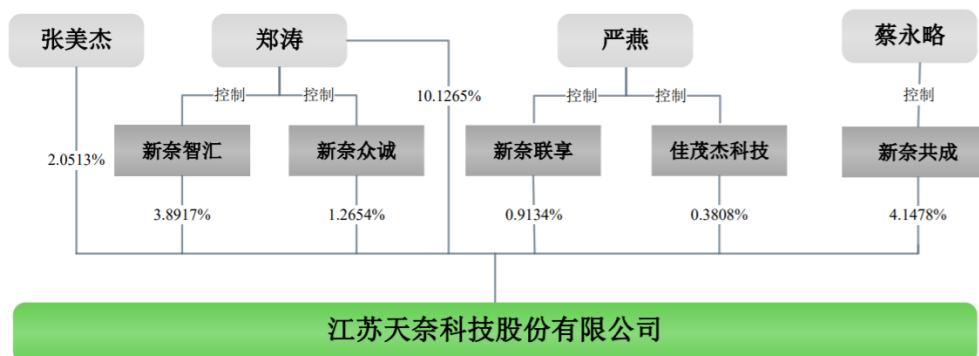 张美杰
郑涛
严燕
蔡永略
控制
控制
10.1265%
控制
控制
控制
2.0513%
新奈智汇
新奈众诚
新奈联享
佳茂杰科技
新奈共成
3.8917%
1.2654%
0.9134%
0.3808%
4.1478%
江苏天奈科技股份有限公司